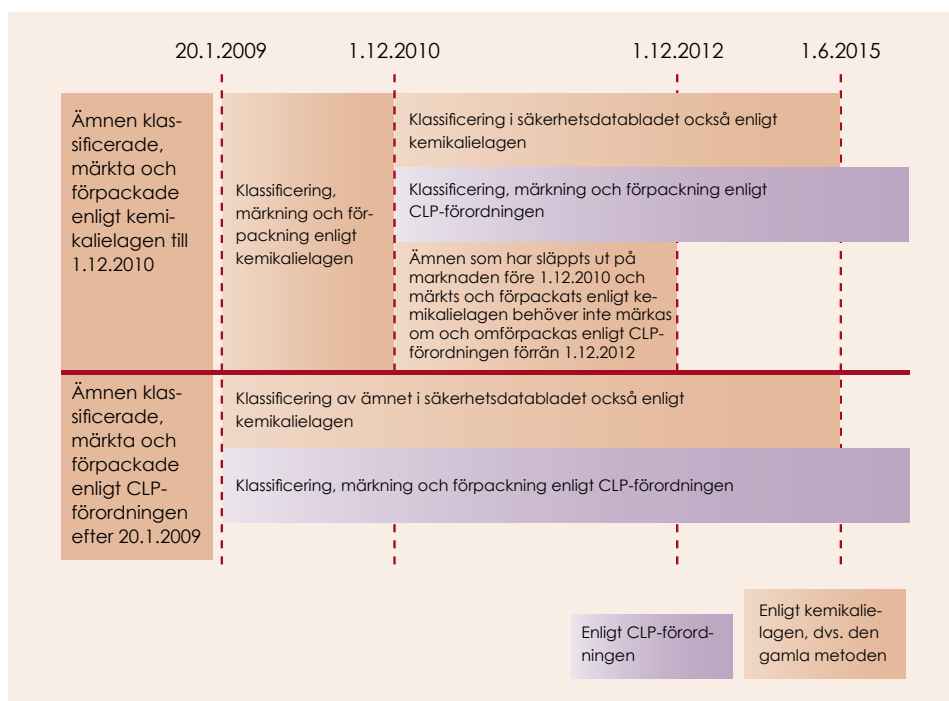 20.1.2009
1.12.2010
1.12.2012
1.6.2015
Ämnen klas-
sificerade,
märkta och
förpackade
enligt kemi-
kalielagen till
1.12.2010
Klassificering,
märkning och för-
packning enligt
kemikalielagen
Klassificering i säkerhetsdatabladet också enligt
kemikalielagen
Klassificering, märkning och förpackning enligt
CLP-förordningen
Ämnen som har släppts ut på
marknaden före 1.12.2010 och
märkts och förpackats enligt ke-
mikalielagen behöver inte märkas
om och omförpackas enligt CLP-
förordningen förrän 1.12.2012
Ämnen klas-
sificerade,
märkta och
förpackade
enligt CLP-
förordningen
efter 20.1.2009
Klassificering av ämnet i säkerhetsdatabladet också enligt
kemikalielagen
Klassificering, märkning och förpackning enligt CLP-förordningen
Enligt CLP-förord-
ningen
Enligt kemikalie-
lagen, dvs. den
gamla metoden